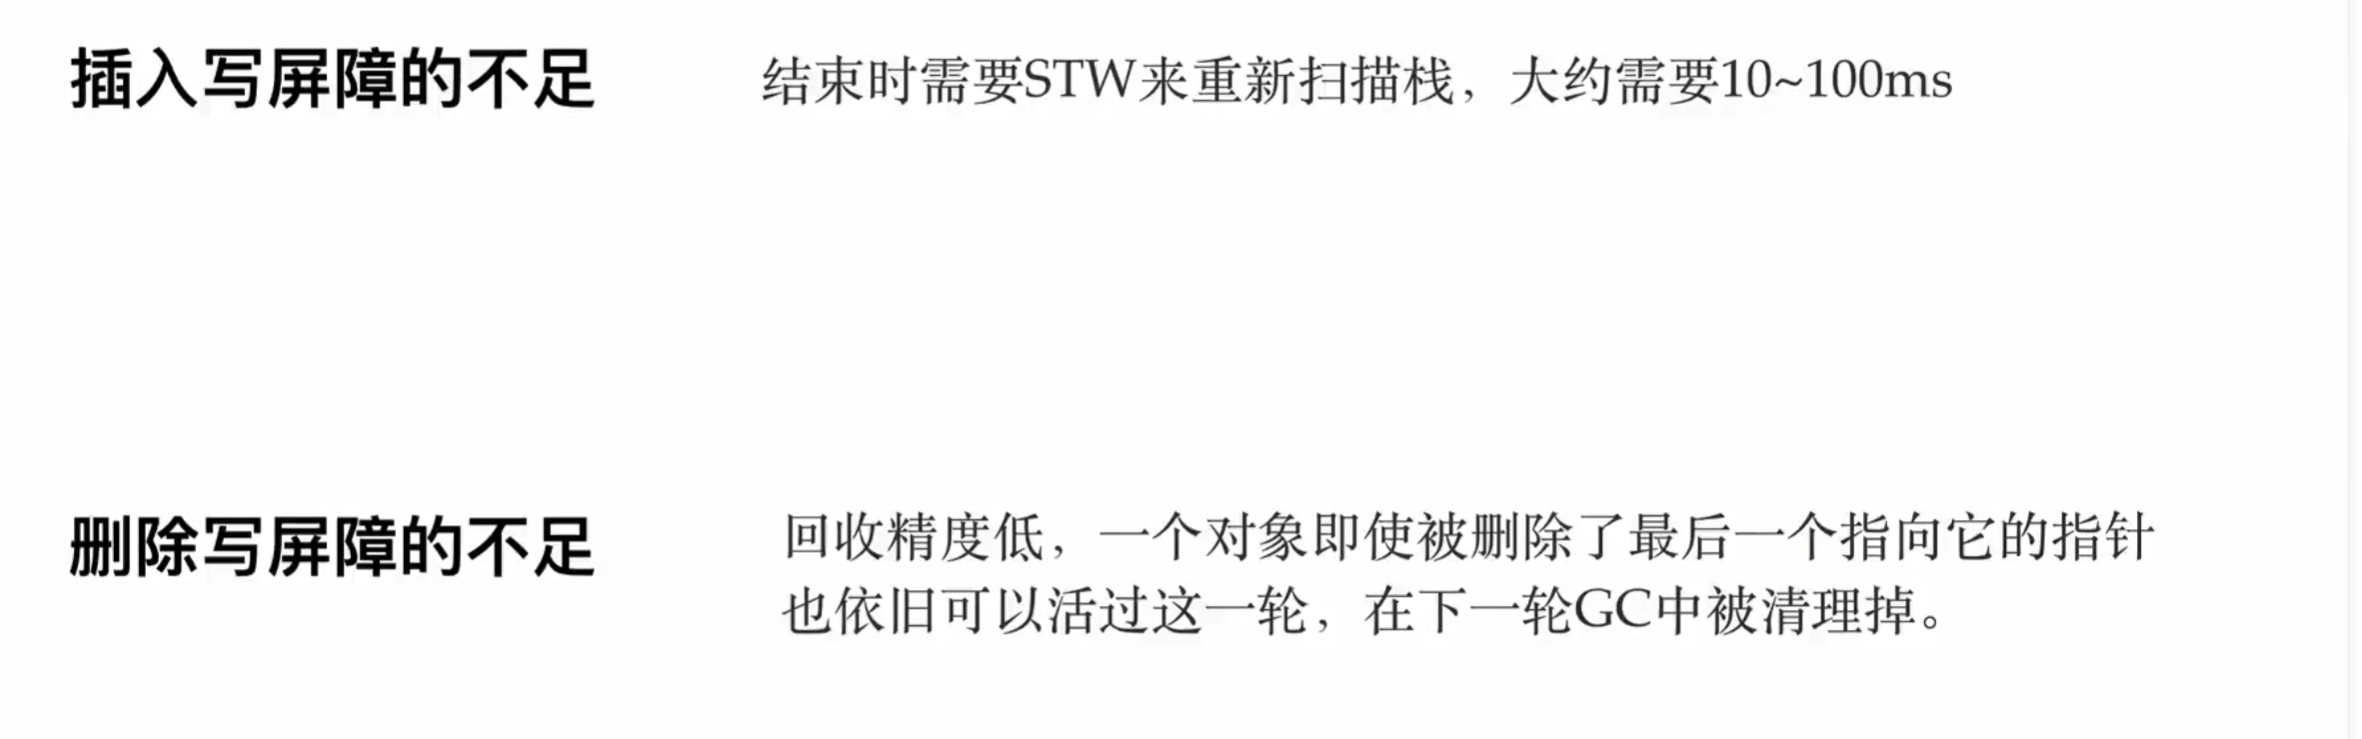 插入写屏障的不足 结束时需要STW来重新扫描栈，大约需要10~100ms
删除写屏障的不足 回收精度低，一个对象即使被删除了最后一个指向它的指针
也依旧可以活过这一轮，在下一轮GC中被清理掉。